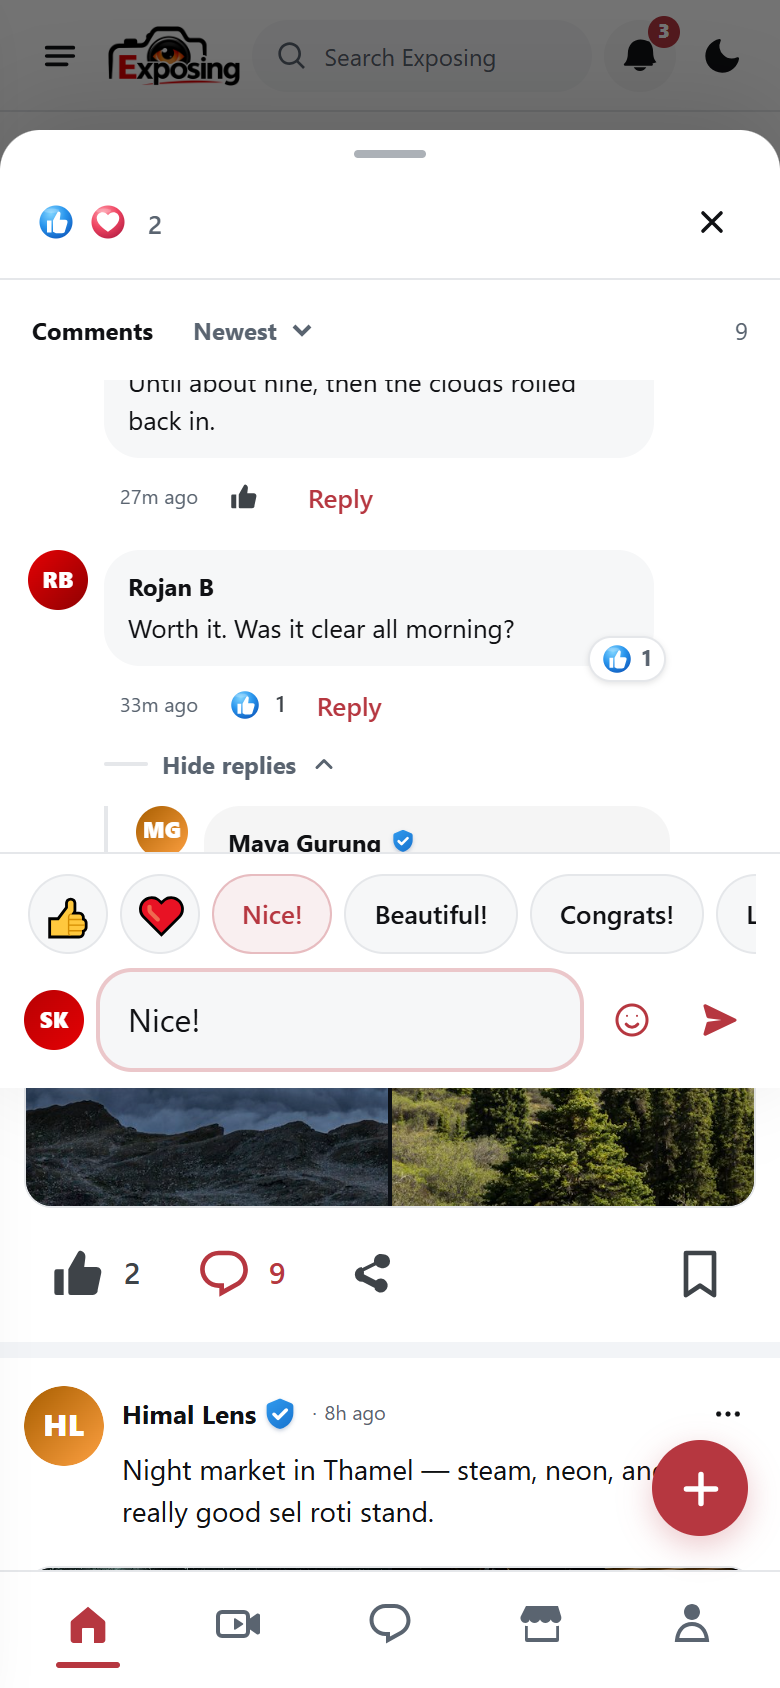 Exposing
Search Exposing
3
2
Comments
Newest
9
Until about nine, then the clouds rolled
back in.
27m ago
Reply
RB
Rojan B
Worth it. Was it clear all morning?
1
33m ago
1
Reply
Hide replies
MG
Maya Gurung
Nice!
Beautiful!
Congrats!
L
SK
Nice!
2
9
HL
Himal Lens
· 8h ago
Night market in Thamel — steam, neon, and
really good sel roti stand.